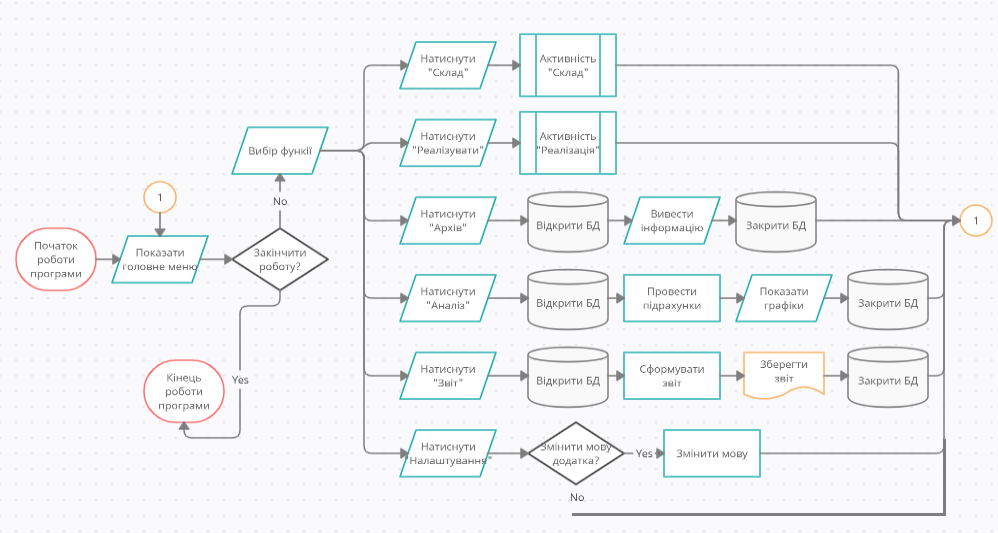 Натиснути
"Склад"
Активність
"Склад"
Вибір функії
Натиснути
"Реалізувати"
Активність
"Реалізація"
1
No
Натиснути
"Архів"
Відкрити БД
Вивести
інформацію
Закрити БД
1
Початок
роботи
програми
Показати
головне меню
Закінчити
роботу?
Натиснути
"Аналіз"
Відкрити БД
Провести
підрахунки
Показати
графіки
Закрити БД
Кінець
роботи
програми
Yes
Натиснути
"Звіт"
Відкрити БД
Сформувати
звіт
Зберегти
звіт
Закрити БД
Натиснути
"Налаштування"
Змінити мову
додатка?
Yes
Змінити мову
No